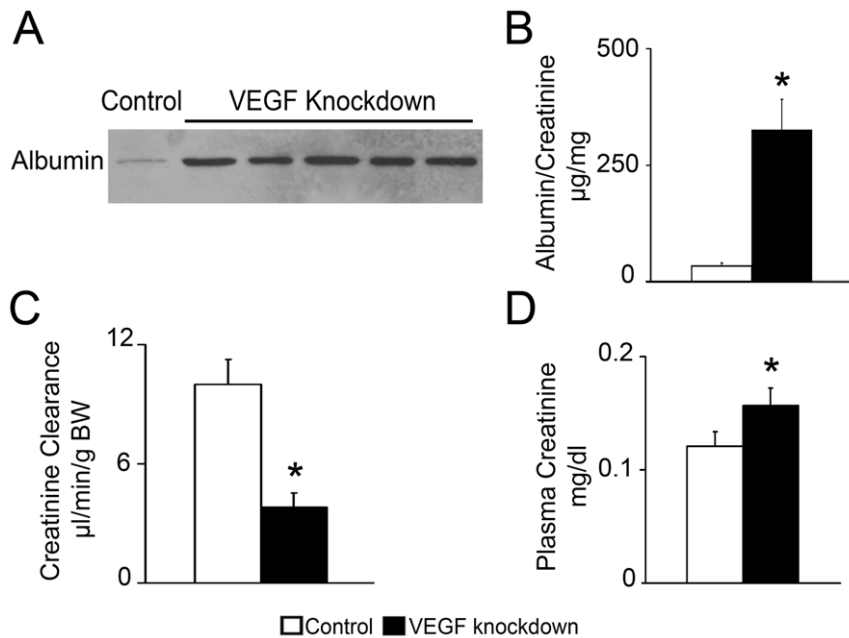 A
Control VEGF Knockdown
Albumin
B
500
250
0
Albumin/Creatinine
µg/mg
*
C
12
6
0
Creatinine Clearance
µl/min/g BW
*
D
0.2
0.1
0
Plasma Creatinine
mg/dl
*
Control VEGF knockdown